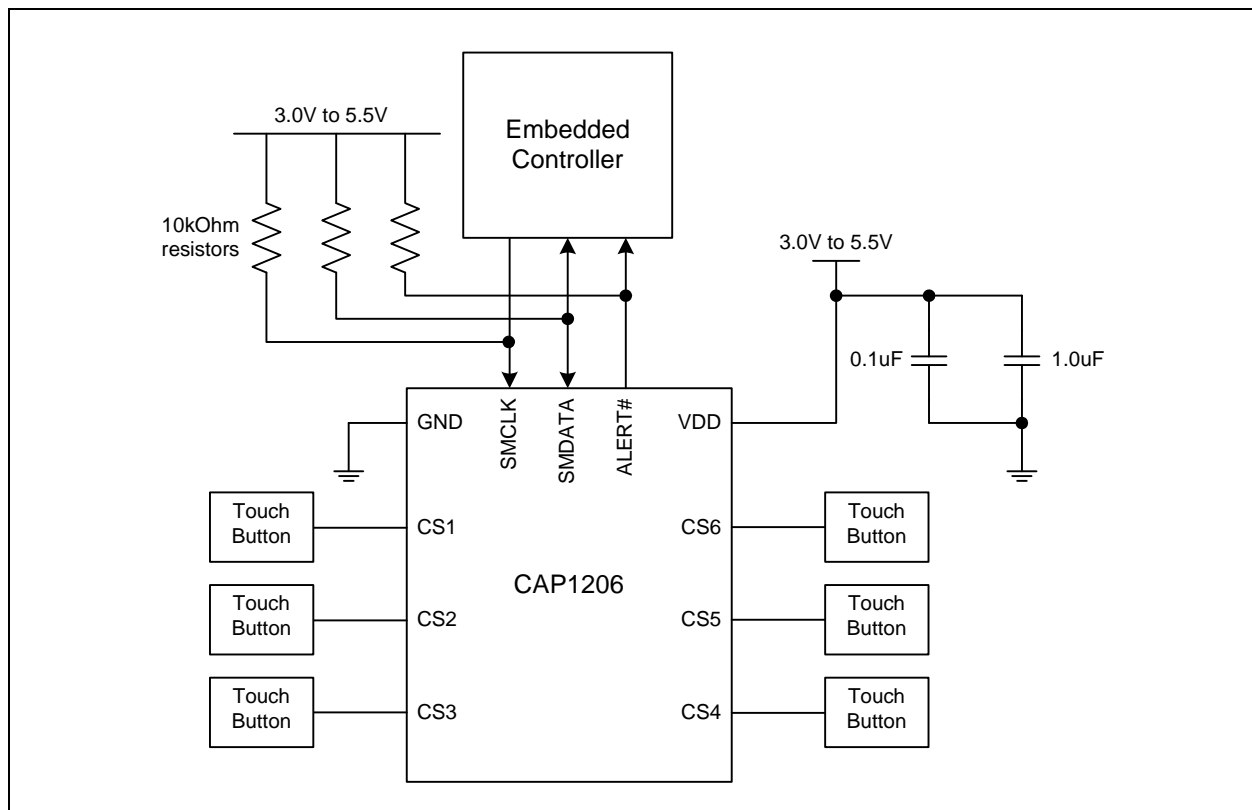 Embedded
Controller
3.0V to 5.5V
10kOhm
resistors
3.0V to 5.5V
0.1uF
1.0uF
GND
SMCLK
SMDATA
ALERT#
VDD
Touch
Button
CS1
CS6
Touch
Button
CAP1206
Touch
Button
CS2
CS5
Touch
Button
Touch
Button
CS3
CS4
Touch
Button